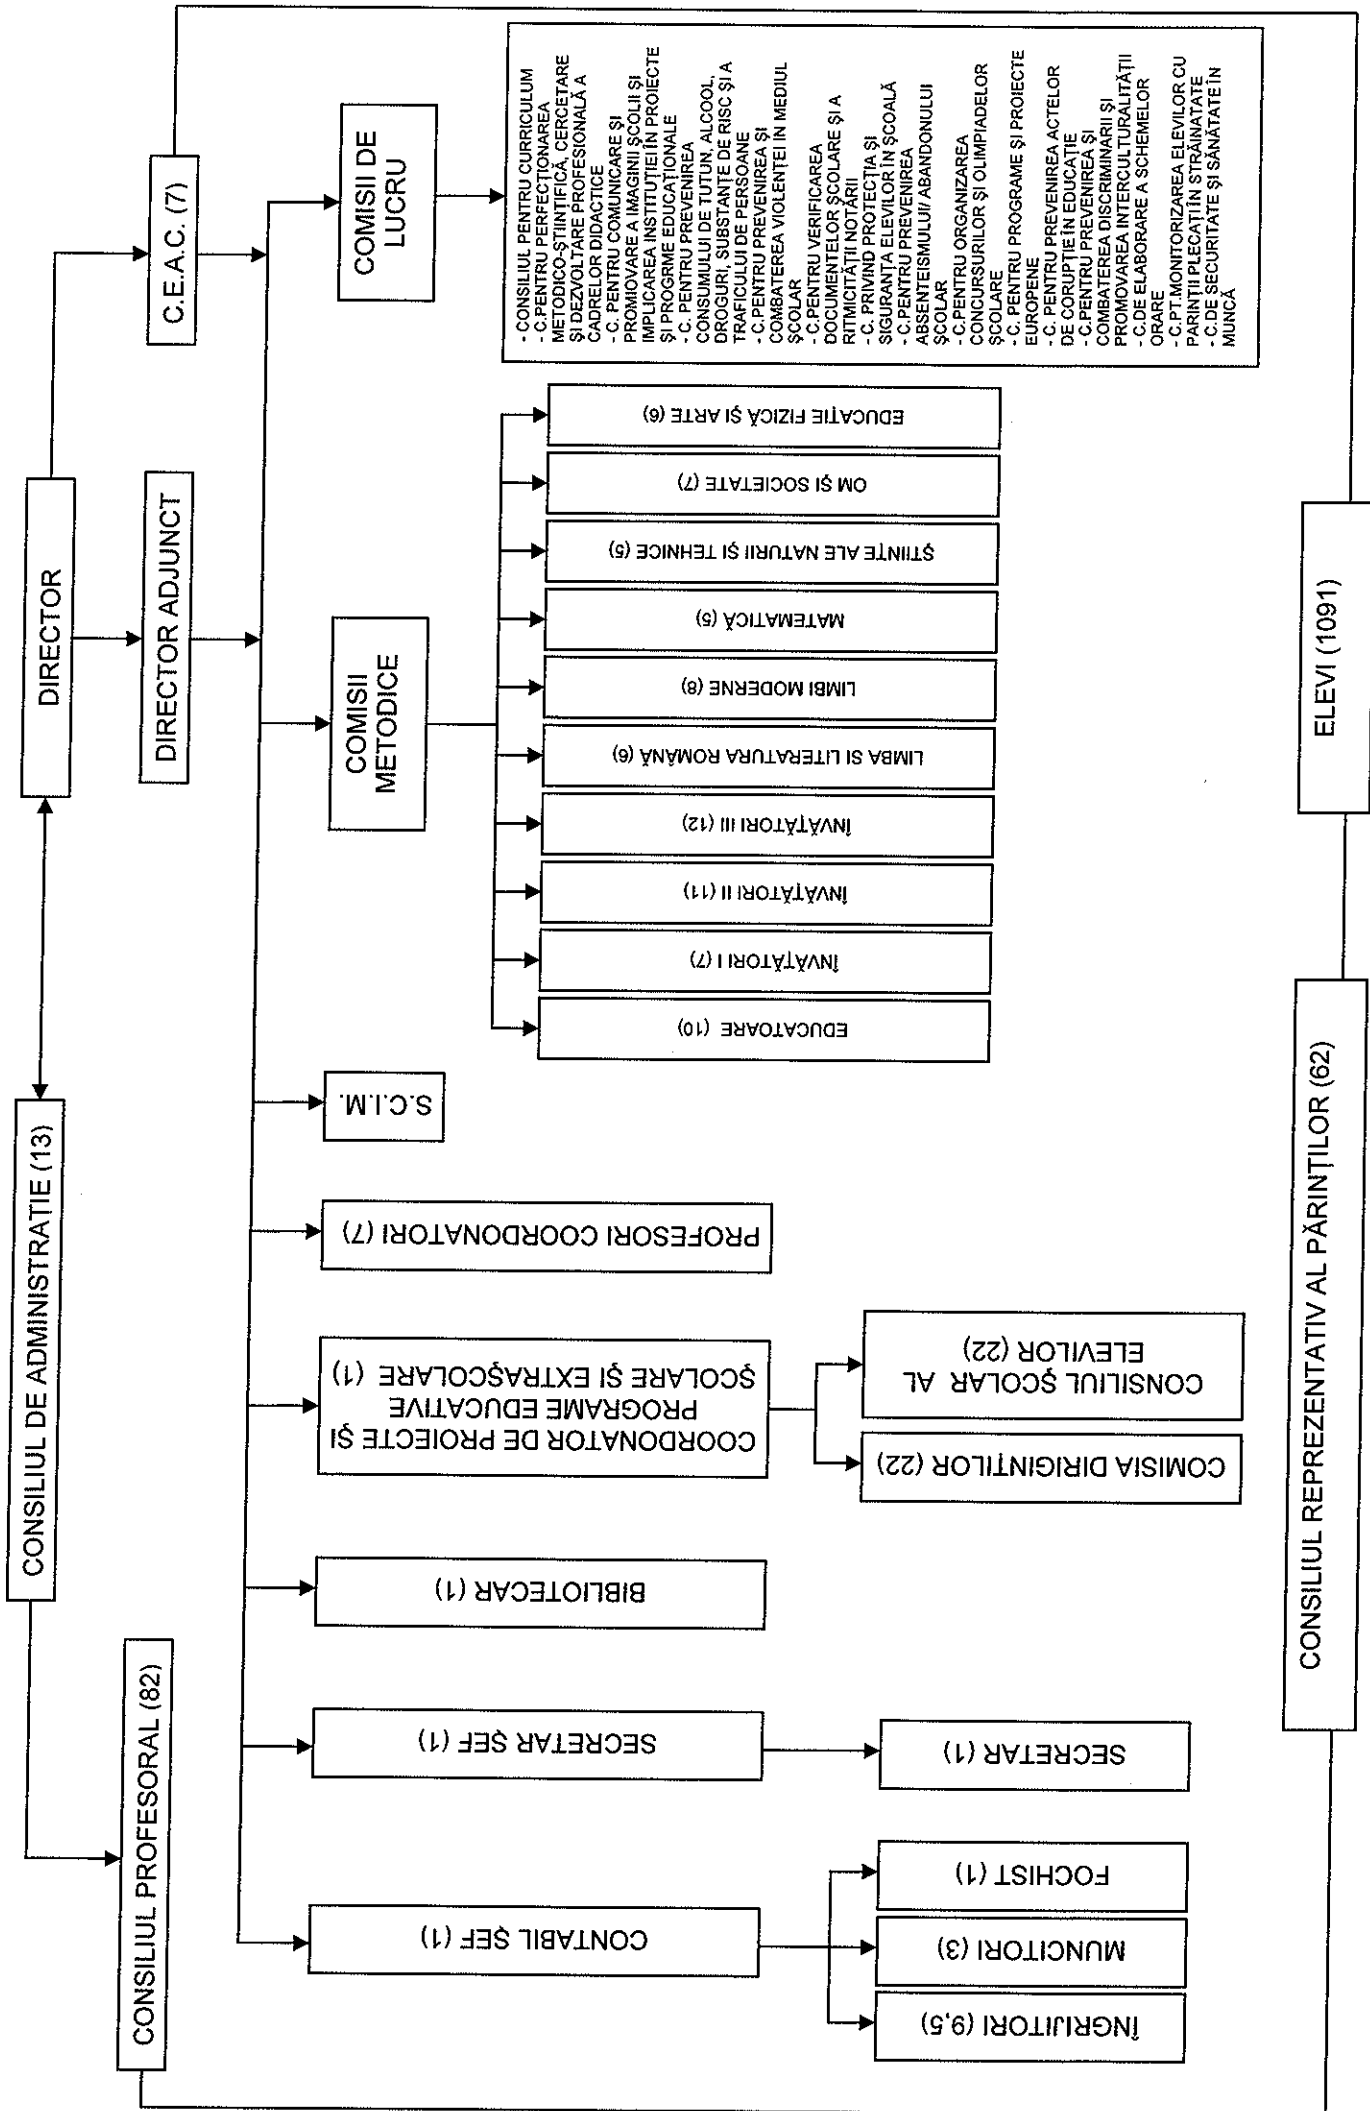 CONSILIUL DE ADMINISTRATIE (13)
DIRECTOR
CONSILIUL PROFESORAL (82)
DIRECTOR ADJUNCT
C.E.A.C. (7)
CONTABIL ȘEF (1)
SECRETAR ȘEF (1)
BIBLIOTECAR (1)
COORDONATOR DE PROIECTE ȘI
PROGRAME EDUCATIVE
ȘCOLARE ȘI EXTRAȘCOLARE (1)
PROFESORI COORDONATORI (7)
S.C.I.M.
COMISII
METODICE
COMISII DE
LUCRU
ÎNGRIJITORI (9,5)
MUNCITORI (3)
FOCHIST (1)
SECRETAR (1)
COMISIA DIRIGINȚILOR (22)
CONSILIUL ȘCOLAR AL
ELEVILOR (22)
EDUCATOARE (10)
ÎNVĂȚĂTORI I (7)
ÎNVĂȚĂTORI II (11)
ÎNVĂȚĂTORI III (12)
LIMBA SI LITERATURA ROMÂNĂ (6)
LIMBI MODERNE (8)
MATEMATICĂ (5)
ȘTIINȚE ALE NATURII ȘI TEHNICE (5)
OM ȘI SOCIETATE (7)
EDUCAȚIE FIZICĂ ȘI ARTE (6)
- CONSILIUL PENTRU CURICULUM
- C.PENTRU PERFECȚIONAREA
METODICO-ȘTIINȚIFICĂ, CERCETARE
ȘI DEZVOLTARE PROFESIONALĂ A
CADRELOR DIDACTICE
- C. PENTRU COMUNICARE ȘI
PROMIOVARE A IMAGINII ȘCOLII ȘI
IMPLICAREA INSTITUȚIEI ÎN PROIECTE
ȘI PROGRME EDUCAȚIONALE
- C. PENTRU PREVENIREA
CONSUMULUI DE TUTUN, ALCOOL,
DROGURI, SUBSTANȚE DE RISC ȘI A
TRAFICULUI DE PERSOANE
- C.PENTRU PREVENIREA ȘI
COMBATEREA VIOLENȚEI ÎN MEDIUL
ȘCOLAR
- C.PENTRU VERIFICAREA
DOCUMENTELOR ȘCOLARE ȘI A
RITMICITĂȚII NOTĂRII
- C. PRIVIND PROTECȚIA ȘI
SIGURANȚA ELEVILOR ÎN ȘCOALĂ
- C.PENTRU PREVENIREA
ABSENTEISMULUI/ ABANDONULUI
ȘCOLAR
- C.PENTRU ORGANIZAREA
CONCURSURILOR ȘI OLIMPIADELOR
ȘCOLARE
- C. PENTRU PROGRAME ȘI PROIECTE
EUROPENE
- C. PENTRU PREVENIREA ACTELOR
DE CORUPȚIE ÎN EDUCAȚIE
- C.PENTRU PREVENIREA ȘI
COMBATEREA DISCRIMINĂRII ȘI
PROMOVAREA INTERCULTURALITĂȚII
- C.DE ELABORARE A SCHEMELOR
ORARE
- C.PT.MONITORIZAREA ELEVILOR CU
PĂRINȚII PLECAȚI ÎN STRĂINATATE
- C.DE SECURITATE ȘI SĂNĂTATE ÎN
MUNCĂ
CONSILIUL REPREZENTATIV AL PĂRINȚILOR (62)
ELEVI (1091)